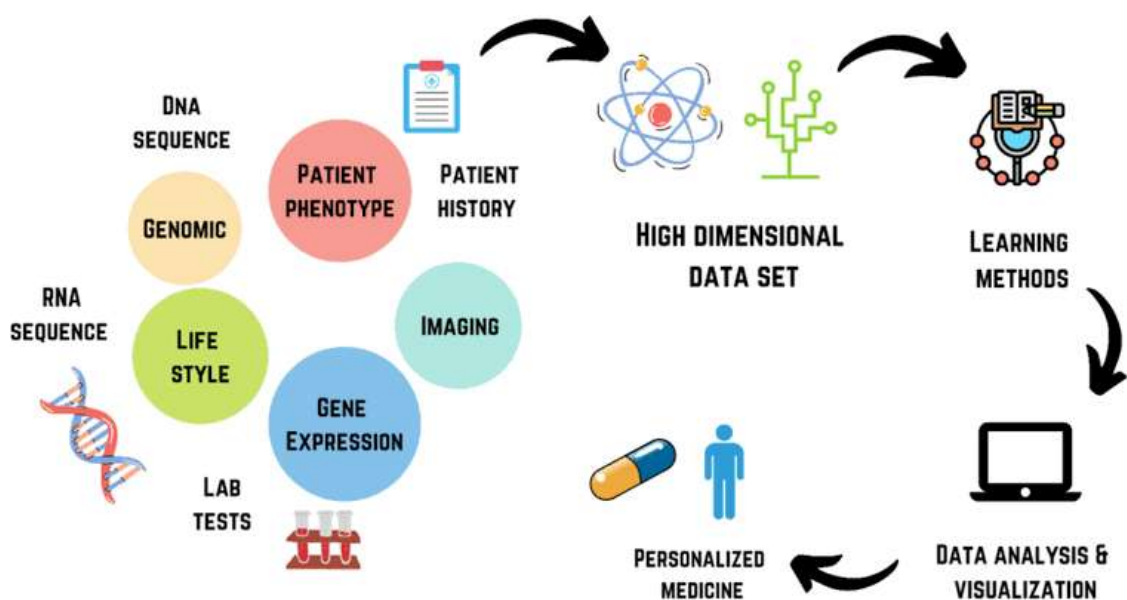 DNA
SEQUENCE
PATIENT
PHENOTYPE
PATIENT
HISTORY
GENOMIC
RNA
SEQUENCE
LIFE
STYLE
IMAGING
GENE
EXPRESSION
LAB
TESTS
HIGH DIMENSIONAL
DATA SET
LEARNING
METHODS
DATA ANALYSIS &
VISUALIZATION
PERSONALIZED
MEDICINE